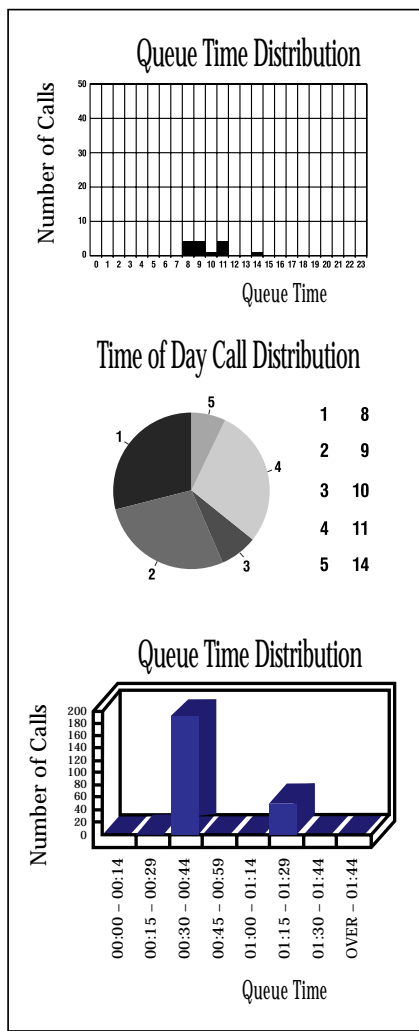 Queue Time Distribution
Number of Calls
50
40
30
20
10
0
0 1 2 3 4 5 6 7 8 9 10 11 12 13 14 15 16 17 18 19 20 21 22 23
Queue Time
Time of Day Call Distribution
1
2
3
4
5
1 8
2 9
3 10
4 11
5 14
Queue Time Distribution
Number of Calls
200
180
160
140
120
100
80
60
40
20
0
00:00 – 00:14
00:15 – 00:29
00:30 – 00:44
00:45 – 00:59
01:00 – 01:14
01:15 – 01:29
01:30 – 01:44
OVER – 01:44
Queue Time